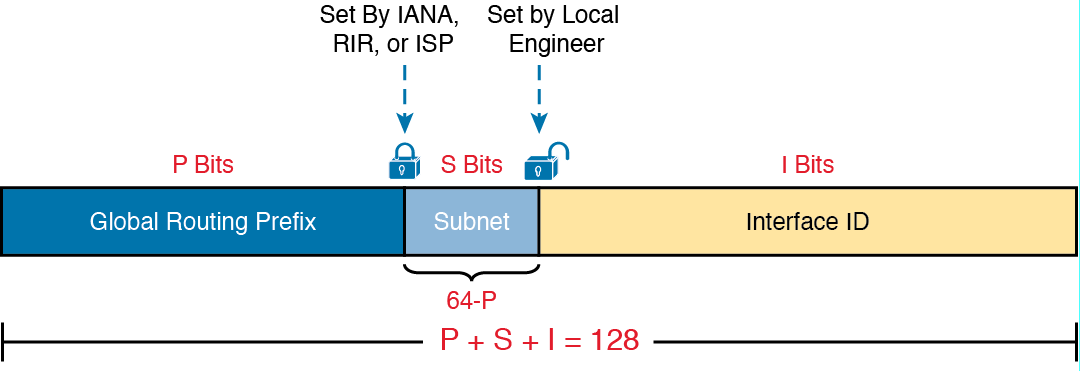 Set By IANA,
RIR, or ISP
Set by Local
Engineer
P Bits
S Bits
I Bits
Global Routing Prefix
Subnet
Interface ID
64-P
P + S + I = 128